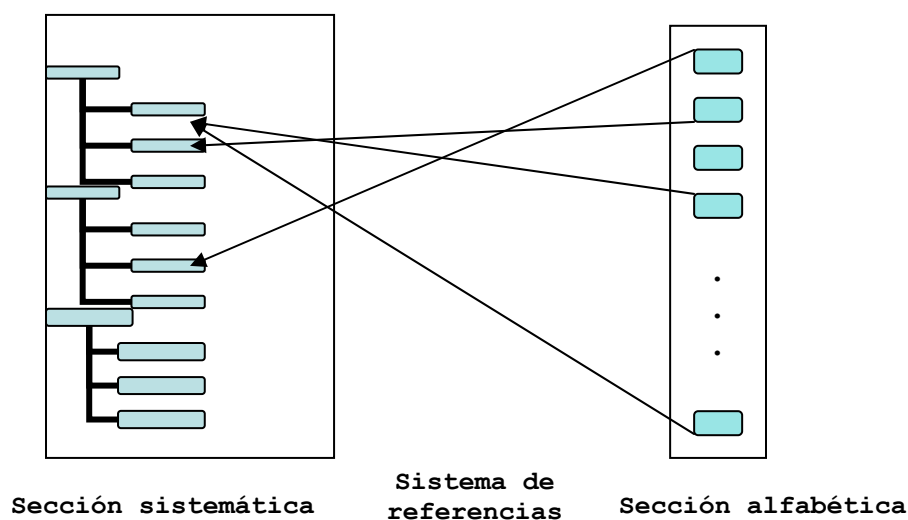 Sección sistemática
Sistema de
referencias
Sección alfabética